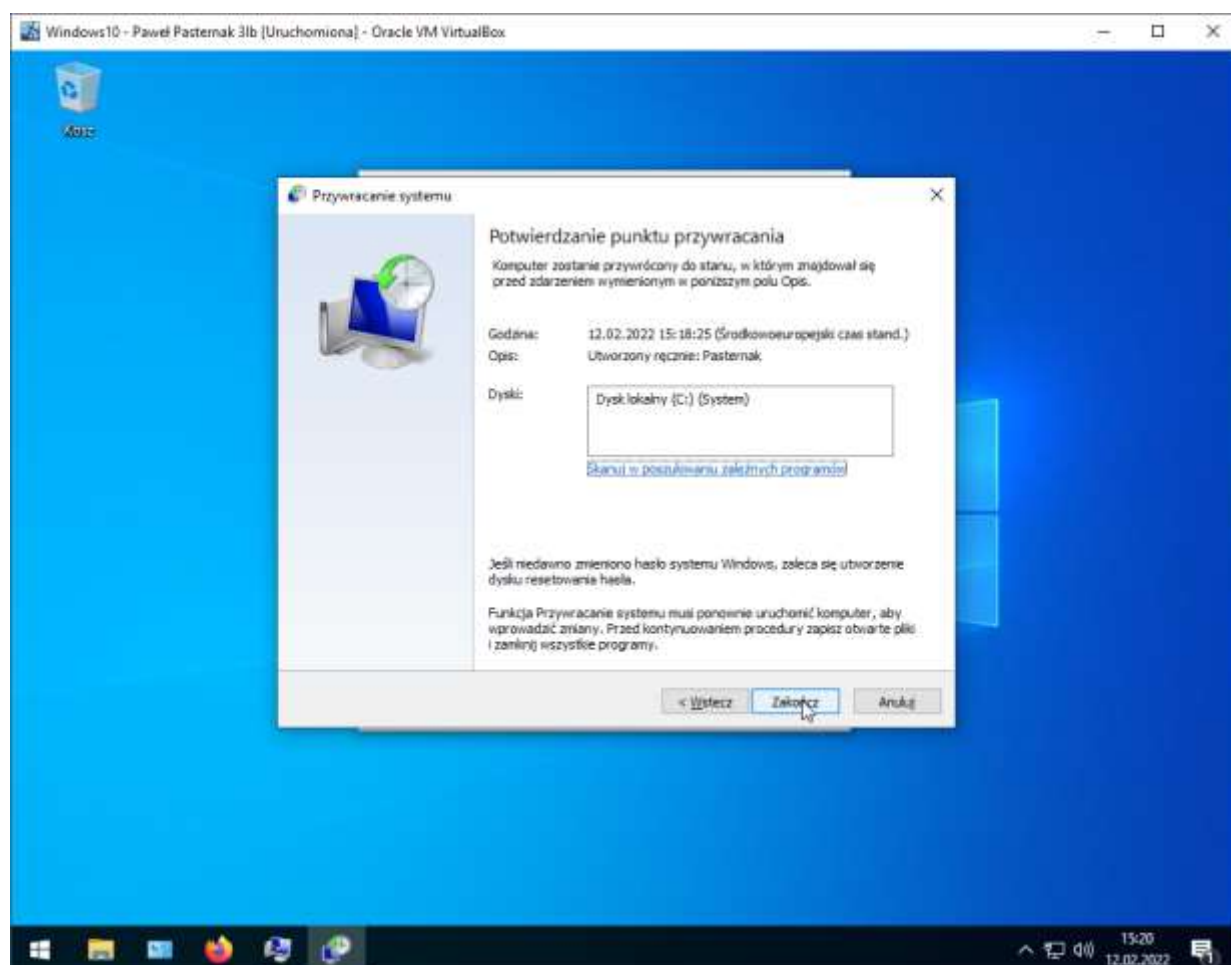 Windows10 - Paweł Pasternak 3lb [Uruchomiona] - Oracle VM VirtualBox
Kosz
Przywracanie systemu
Potwierdzanie punktu przywracania
Komputer zostanie przywrócony do stanu, w którym znajdował się
przed zdarzeniem wymienionym w poniższym polu Opis.
Godzina: 12.02.2022 15:18:25 (Środkowoeuropejski czas stand.)
Opis: Utworzony ręcznie: Pasternak
Dyski: Dysk lokalny (C:) (System)
Skanuj w poszukiwaniu zależnych programów
Jeśli niedawno zmieniono hasło systemu Windows, zaleca się utworzenie
dysku resetowania hasła.
Funkcja Przywracanie systemu musi ponownie uruchomić komputer, aby
wprowadzić zmiany. Przed kontynuowaniem procedury zapisz otwarte pliki
i zamknij wszystkie programy.
< Wstecz Zakończ Anuluj
15:20
12.02.2022
1